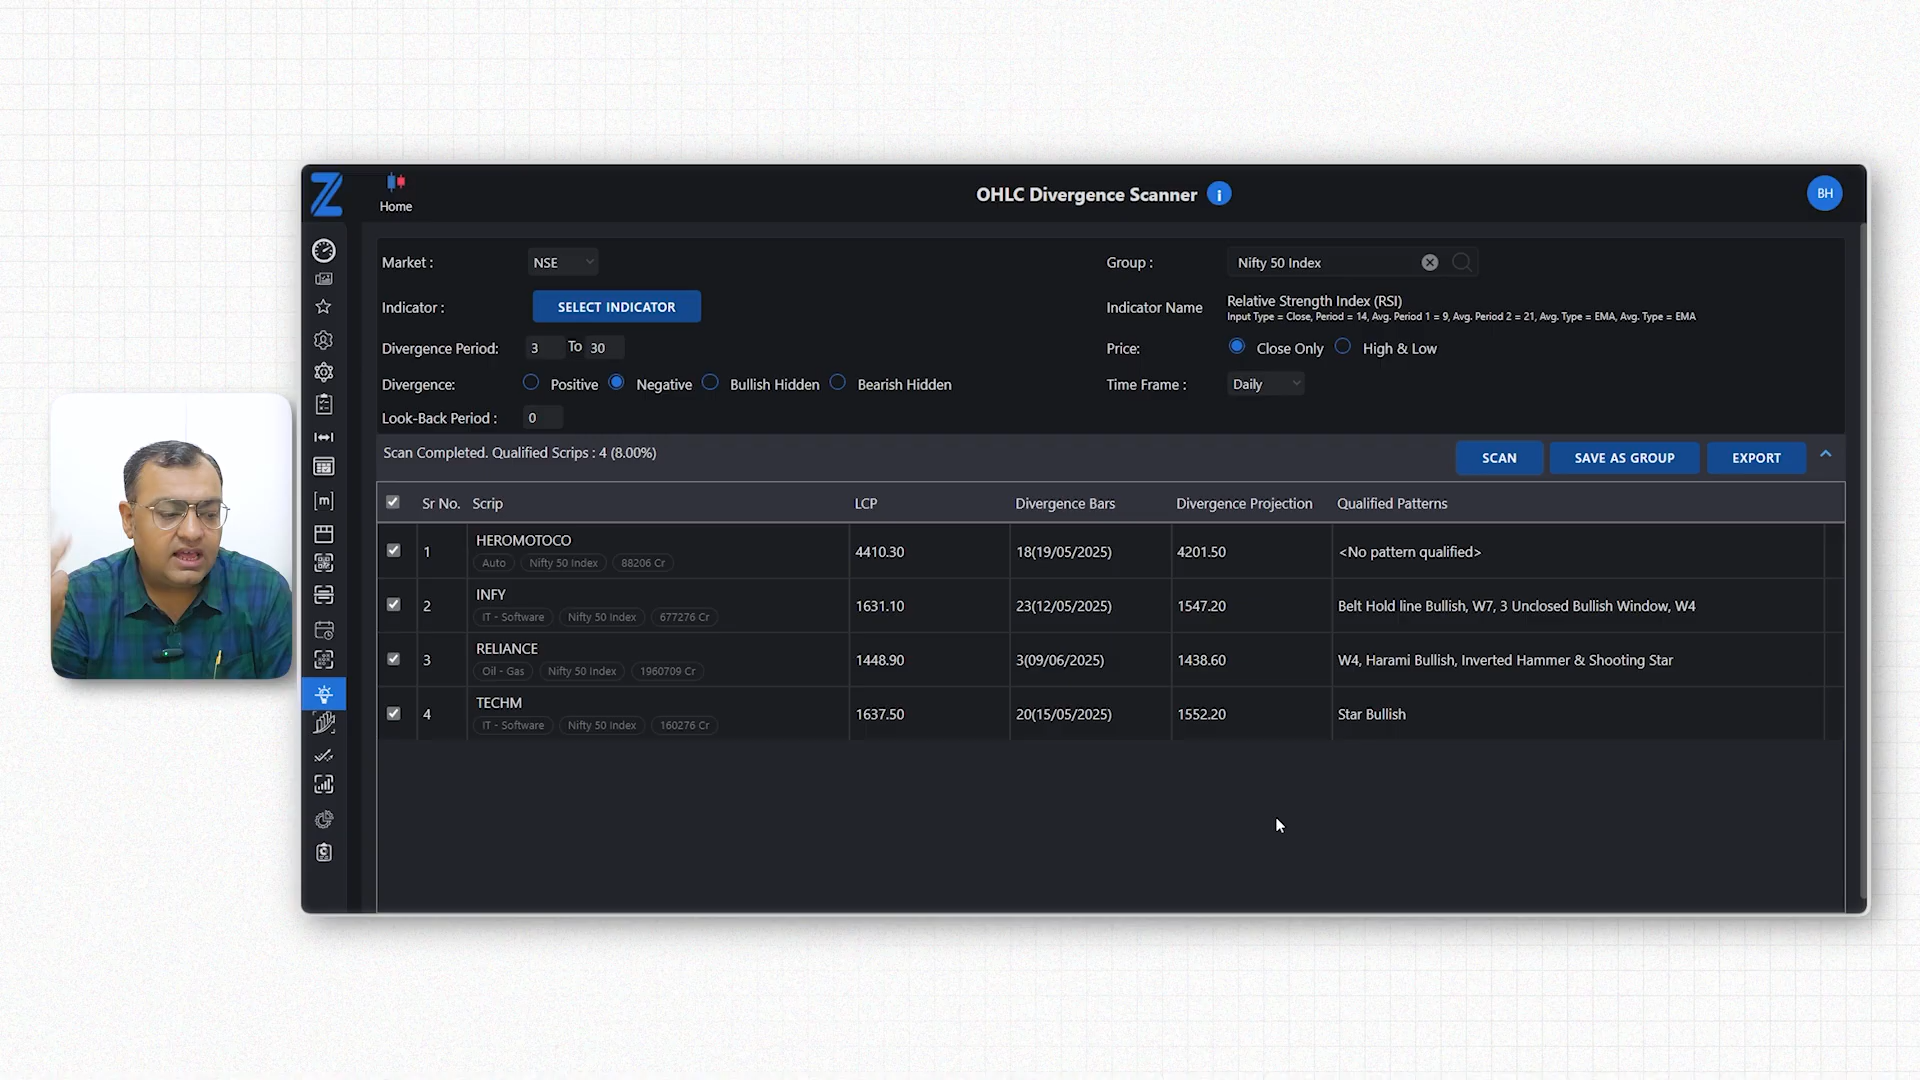 Home
OHLC Divergence Scanner
BH
Market :
NSE
Group :
Nifty 50 Index
Indicator :
SELECT INDICATOR
Indicator Name
Relative Strength Index (RSI)
Input Type = Close, Period = 14, Avg. Period 1 = 9, Avg. Period 2 = 21, Avg. Type = EMA, Avg. Type = EMA
Divergence Period:
3 To 30
Price:
Close Only
High & Low
Divergence:
Positive
Negative
Bullish Hidden
Bearish Hidden
Time Frame :
Daily
Look-Back Period :
0
Scan Completed. Qualified Scrips : 4 (8.00%)
SCAN
SAVE AS GROUP
EXPORT
Sr No. Scrip LCP Divergence Bars Divergence Projection Qualified Patterns
1 HEROMOTOCO 4410.30 18(19/05/2025) 4201.50 <No pattern qualified>
Auto Nifty 50 Index 88206 Cr
2 INFY 1631.10 23(12/05/2025) 1547.20 Belt Hold line Bullish, W7, 3 Unclosed Bullish Window, W4
IT - Software Nifty 50 Index 677276 Cr
3 RELIANCE 1448.90 3(09/06/2025) 1438.60 W4, Harami Bullish, Inverted Hammer & Shooting Star
Oil - Gas Nifty 50 Index 1960709 Cr
4 TECHM 1637.50 20(15/05/2025) 1552.20 Star Bullish
IT - Software Nifty 50 Index 160276 Cr